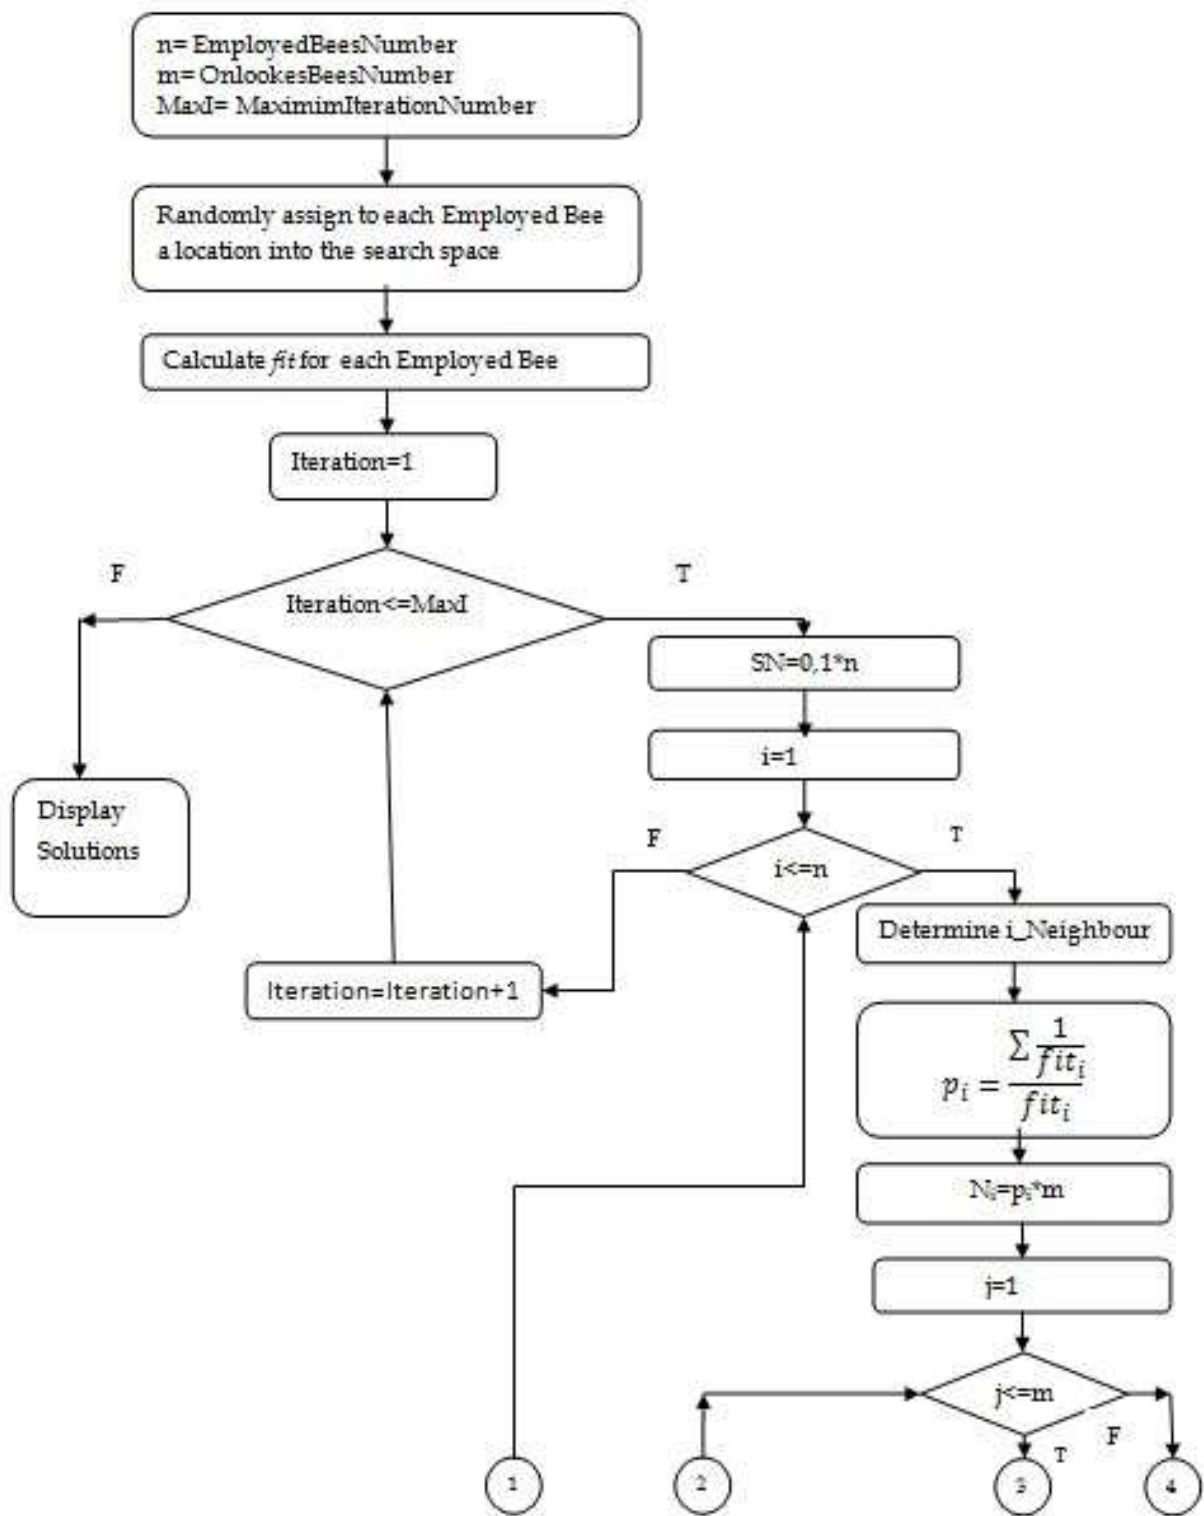 n= EmployedBeesNumber
m= OnlookesBeesNumber
MaxI= MaximimIterationNumber
Randomly assign to each Employed Bee
a location into the search space
Calculate fit for each Employed Bee
Iteration=1
F
T
Iteration<=MaxI
SN=0,1*n
i=1
Display
Solutions
F
T
i<=n
Determine i_Neighbour
Iteration=Iteration+1
∑ 1
fitᵢ
pᵢ =
fitᵢ
Nᵢ=pᵢ*m
j=1
j<=m
F
T
1
2
3
4